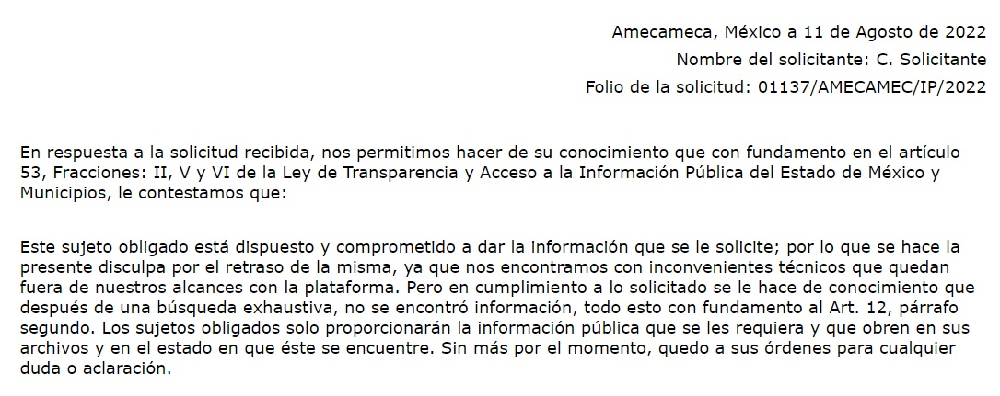 Amecameca, México a 11 de Agosto de 2022
Nombre del solicitante: C. Solicitante
Folio de la solicitud: 01137/AMECAMEC/IP/2022
En respuesta a la solicitud recibida, nos permitimos hacer de su conocimiento que con fundamento en el artículo
53, Fracciones: II, V y VI de la Ley de Transparencia y Acceso a la Información Pública del Estado de México y
Municipios, le contestamos que:
Este sujeto obligado está dispuesto y comprometido a dar la información que se le solicite; por lo que se hace la
presente disculpa por el retraso de la misma, ya que nos encontramos con inconvenientes técnicos que quedan
fuera de nuestros alcances con la plataforma. Pero en cumplimiento a lo solicitado se le hace de conocimiento que
después de una búsqueda exhaustiva, no se encontró información, todo esto con fundamento al Art. 12, párrafo
segundo. Los sujetos obligados solo proporcionarán la información pública que se les requiera y que obren en sus
archivos y en el estado en que éste se encuentre. Sin más por el momento, quedo a sus órdenes para cualquier
duda o aclaración.